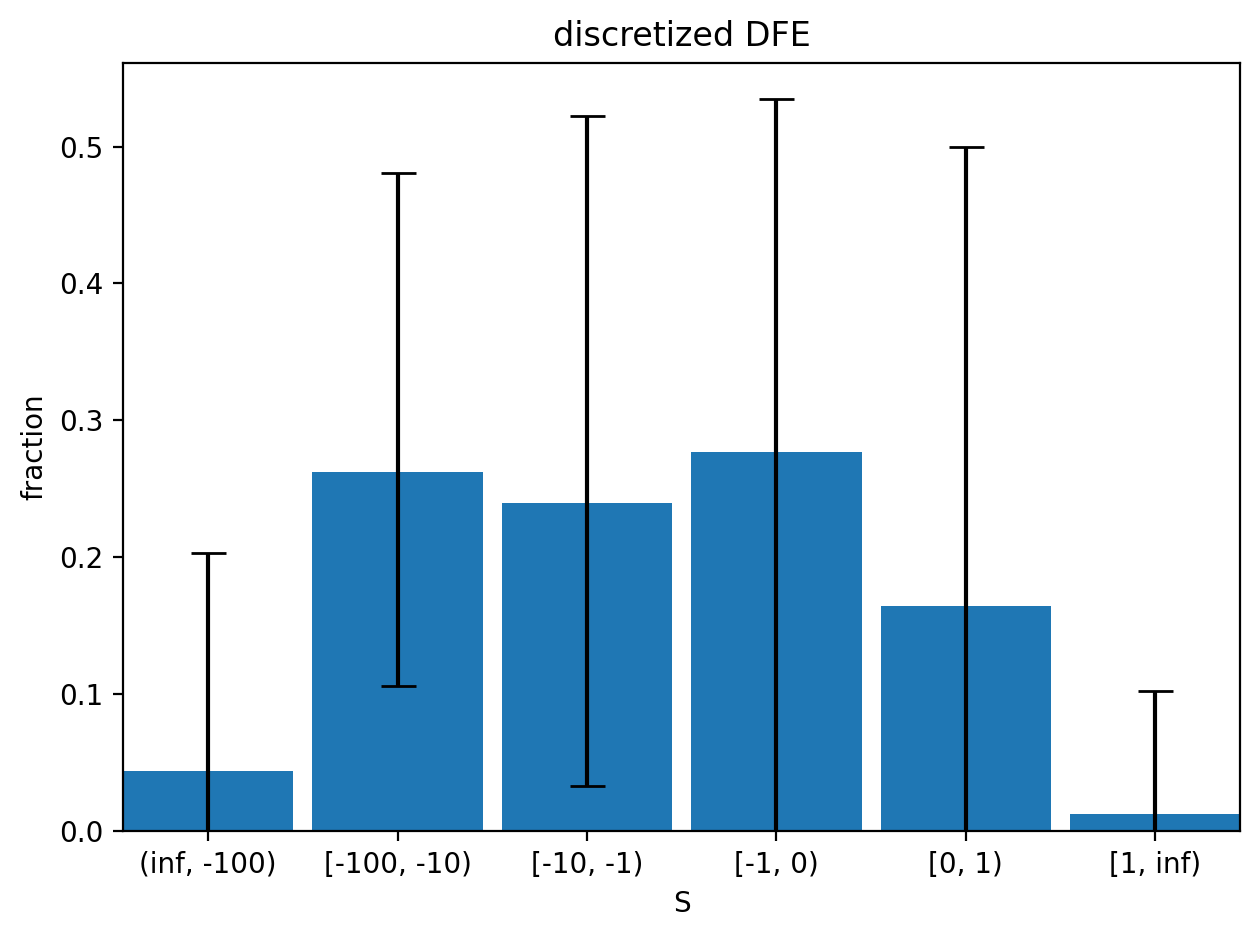 discretized DFE
0.5
0.4
0.3
0.2
0.1
0.0
fraction
(inf, -100) [-100, -10) [-10, -1) [-1, 0) [0, 1) [1, inf)
S